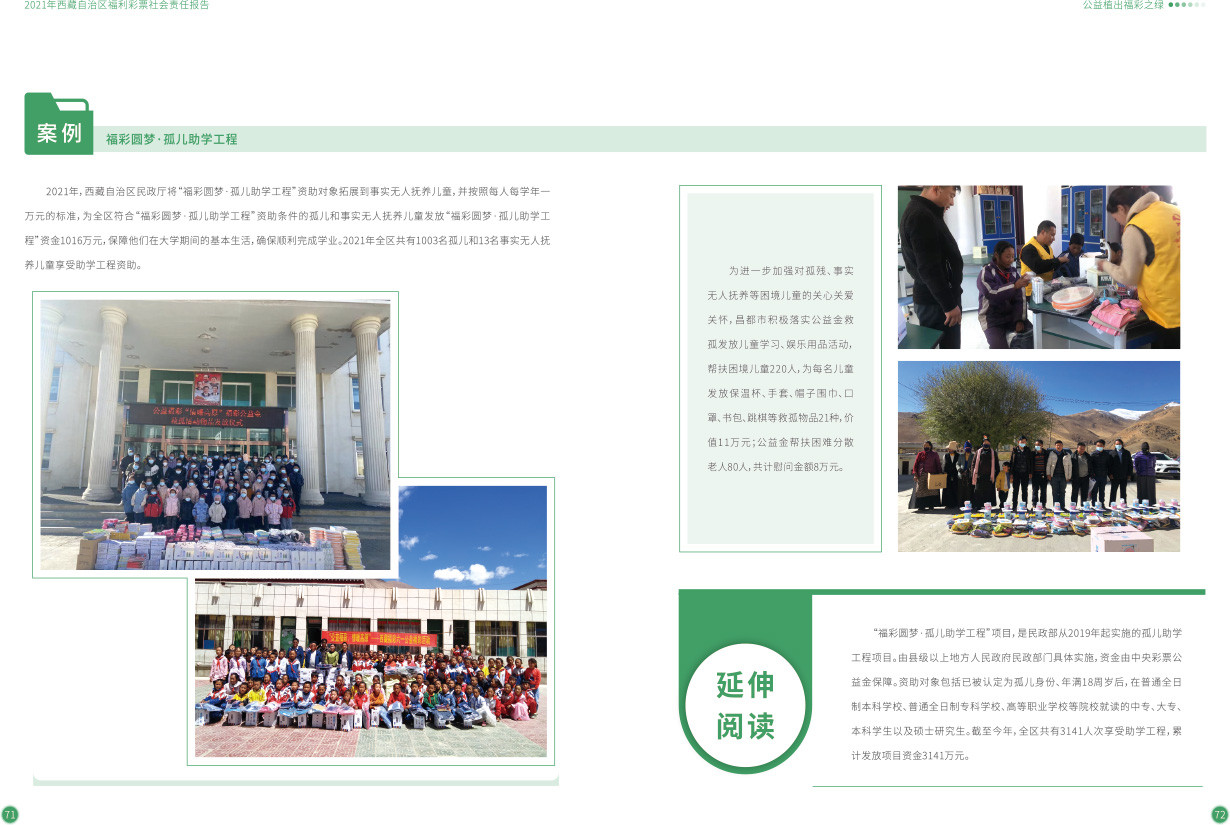 2021年西藏自治区福利彩票社会责任报告
公益植出福彩之绿
案例
福彩圆梦·孤儿助学工程
2021年，西藏自治区民政厅将“福彩圆梦·孤儿助学工程”资助对象拓展到事实无人抚养儿童，并按照每人每学年一
万元的标准，为全区符合“福彩圆梦·孤儿助学工程”资助条件的孤儿和事实无人抚养儿童发放“福彩圆梦·孤儿助学工
程”资金1016万元，保障他们在大学期间的基本生活，确保顺利完成学业。2021年全区共有1003名孤儿和13名事实无人抚
养儿童享受助学工程资助。
为进一步加强对孤残、事实
无人抚养等困境儿童的关心关爱
关怀，昌都市积极落实公益金救
孤发放儿童学习、娱乐用品活动，
帮扶困境儿童220人，为每名儿童
发放保温杯、手套、帽子围巾、口
罩、书包、跳棋等救孤物品21种，价
值11万元；公益金帮扶困难分散
老人80人，共计慰问金额8万元。
延伸
阅读
“福彩圆梦·孤儿助学工程”项目，是民政部从2019年起实施的孤儿助学
工程项目。由县级以上地方人民政府民政部门具体实施，资金由中央彩票公
益金保障。资助对象包括已被认定为孤儿身份、年满18周岁后，在普通全日
制本科学校、普通全日制专科学校、高等职业学校等院校就读的中专、大专、
本科学生以及硕士研究生。截至今年，全区共有3141人次享受助学工程，累
计发放项目资金3141万元。
71
72